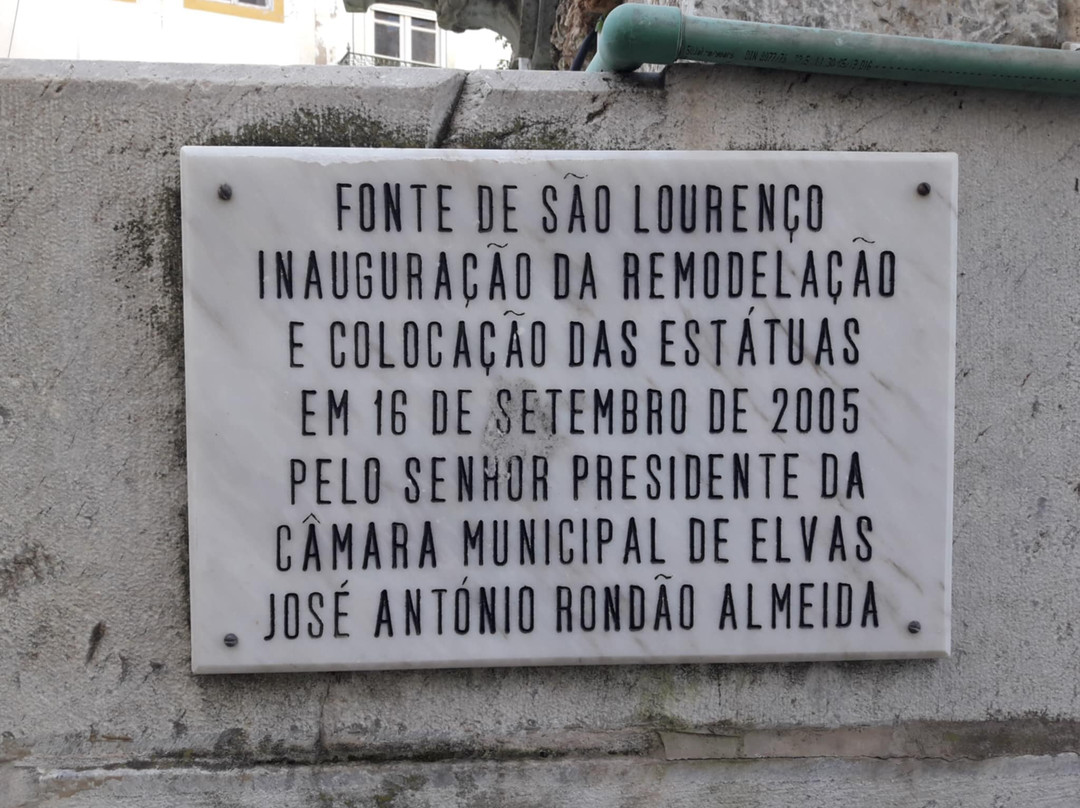 FONTE DE SÃO LOURENÇO
INAUGURAÇÃO DA REMODELAÇÃO
E COLOCAÇÃO DAS ESTÁTUAS
EM 16 DE SETEMBRO DE 2005
PELO SENHOR PRESIDENTE DA
CÂMARA MUNICIPAL DE ELVAS
JOSÉ ANTÓNIO RONDÃO ALMEIDA